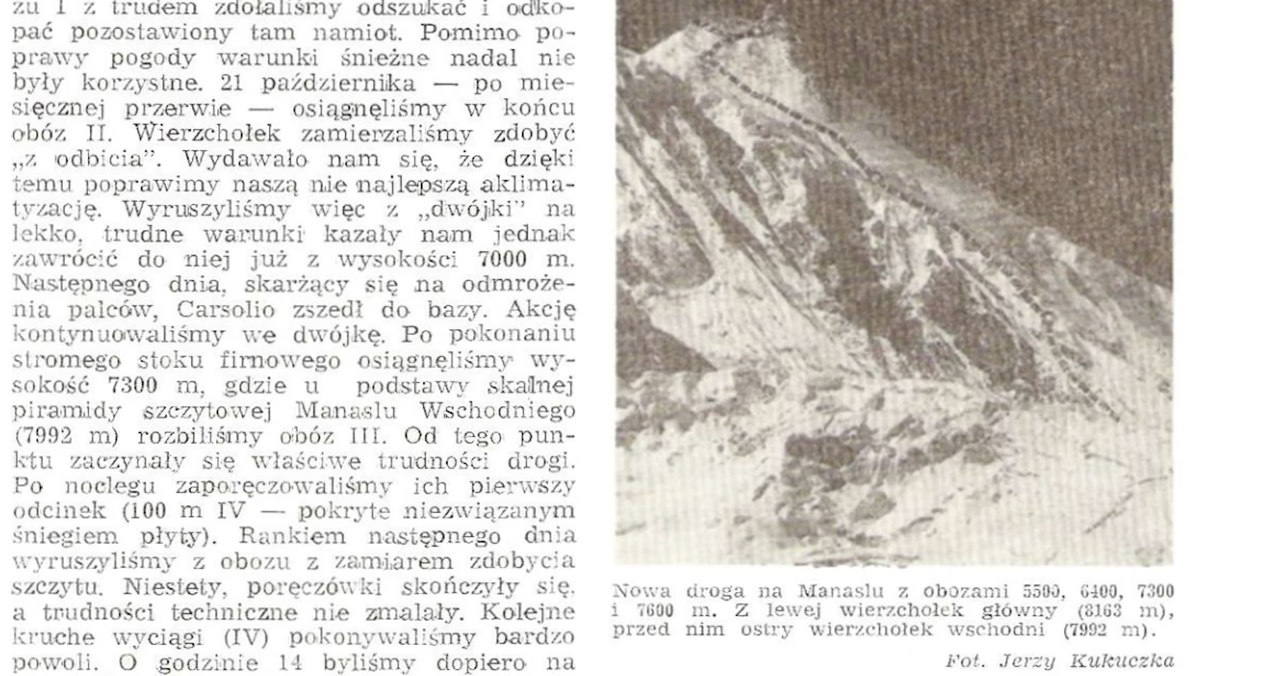 zu 1 z trudem zdołaliśmy odszukać i odko-
pać pozostawiony tam namiot. Pomimo po-
prawy pogody warunki śnieżne nadal nie
były korzystne. 21 października — po mie-
sięcznej przerwie — osiągnęliśmy w końcu
obóz II. Wierzchołek zamierzaliśmy zdobyć
„z odbicia”. Wydawało nam się, że dzięki
temu poprawimy naszą nie najlepszą aklima-
tyzację. Wyruszyliśmy więc z „dwójki” na
lekko, trudne warunki kazały nam jednak
zawrócić do niej już z wysokości 7000 m.
Następnego dnia, skarżący się na odmroże-
nia palców, Carsolio zszedł do bazy. Akcję
kontynuowaliśmy we dwójkę. Po pokonaniu
stromego stoku firnowego osiągnęliśmy wy-
sokość 7300 m, gdzie u podstawy skalnej
piramidy szczytowej Manaslu Wschodniego
(7992 m) rozbiliśmy obóz III. Od tego pun-
ktu zaczynały się właściwe trudności drogi.
Po noclegu zaporęczowaliśmy ich pierwszy
odcinek (100 m IV — pokryte niezwiązanym
śniegiem płyty). Rankiem następnego dnia
wyruszyliśmy z obozu z zamiarem zdobycia
szczytu. Niestety, poręczówki skończyły się,
a trudności techniczne nie zmalały. Kolejne
kruche wyciągi (IV) pokonywaliśmy bardzo
powoli. O godzinie 14 byliśmy dopiero na
Nowa droga na Manaslu z obozami 5500, 6400, 7300
i 7600 m. Z lewej wierzchołek główny (8163 m),
przed nim ostry wierzchołek wschodni (7992 m).
Fot. Jerzy Kukuczka